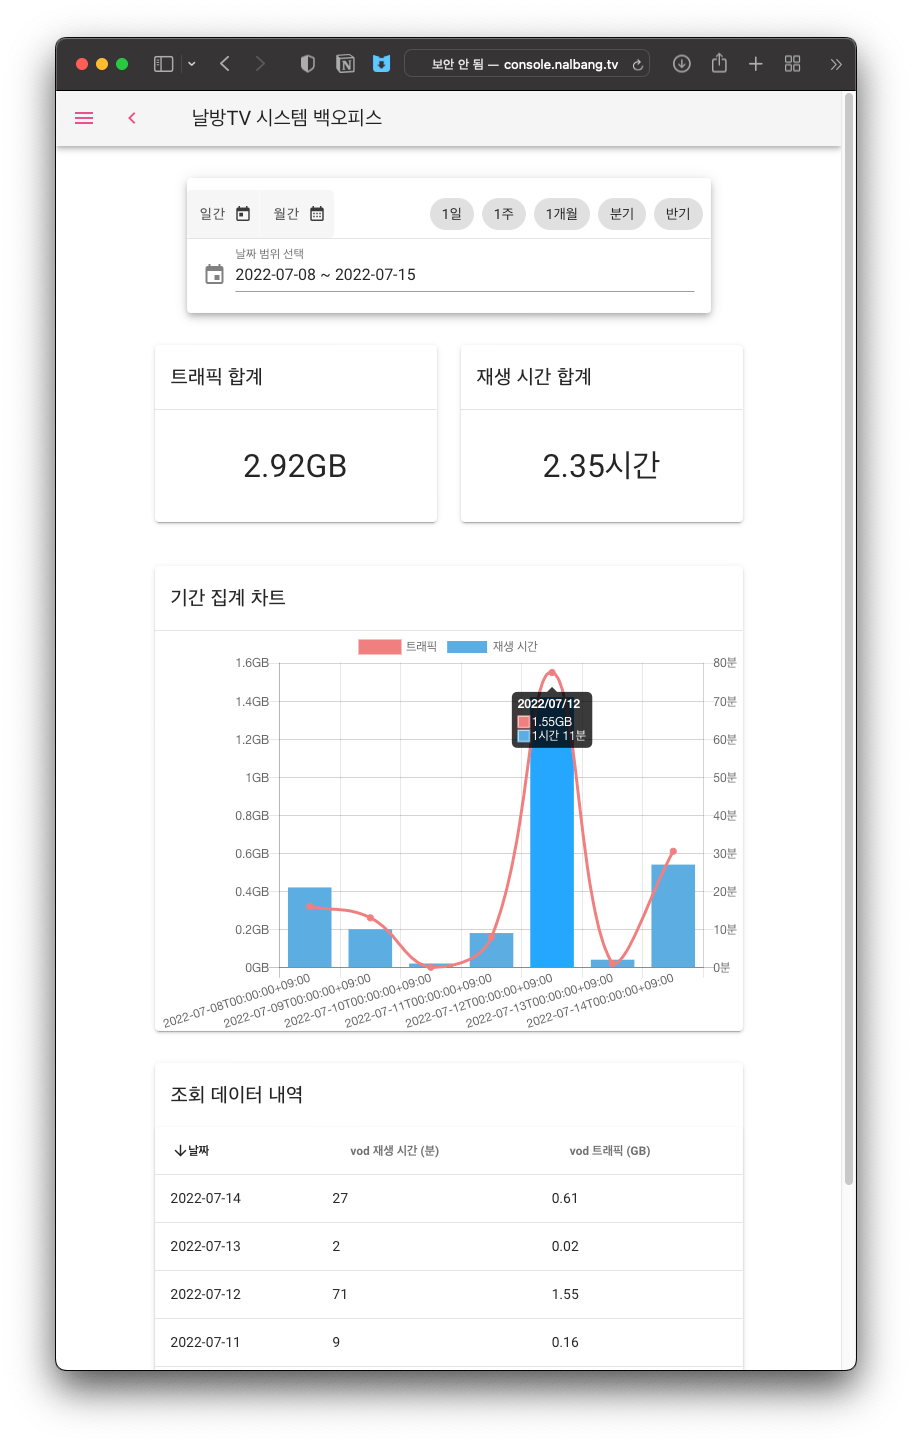 보안 안 됨 — console.nalbang.tv
날방TV 시스템 백오피스
일간 월간 1일 1주 1개월 분기 반기
날짜 범위 선택
2022-07-08 ~ 2022-07-15
트래픽 합계
2.92GB
재생 시간 합계
2.35시간
기간 집계 차트
트래픽 재생 시간
1.6GB 80분
1.4GB 70분
1.2GB 60분
1GB 50분
0.8GB 40분
0.6GB 30분
0.4GB 20분
0.2GB 10분
0GB 0분
2022/07/12
1.55GB
1시간 11분
2022-07-08T00:00:00+09:00
2022-07-09T00:00:00+09:00
2022-07-10T00:00:00+09:00
2022-07-11T00:00:00+09:00
2022-07-12T00:00:00+09:00
2022-07-13T00:00:00+09:00
2022-07-14T00:00:00+09:00
조회 데이터 내역
날짜 vod 재생 시간 (분) vod 트래픽 (GB)
2022-07-14 27 0.61
2022-07-13 2 0.02
2022-07-12 71 1.55
2022-07-11 9 0.16